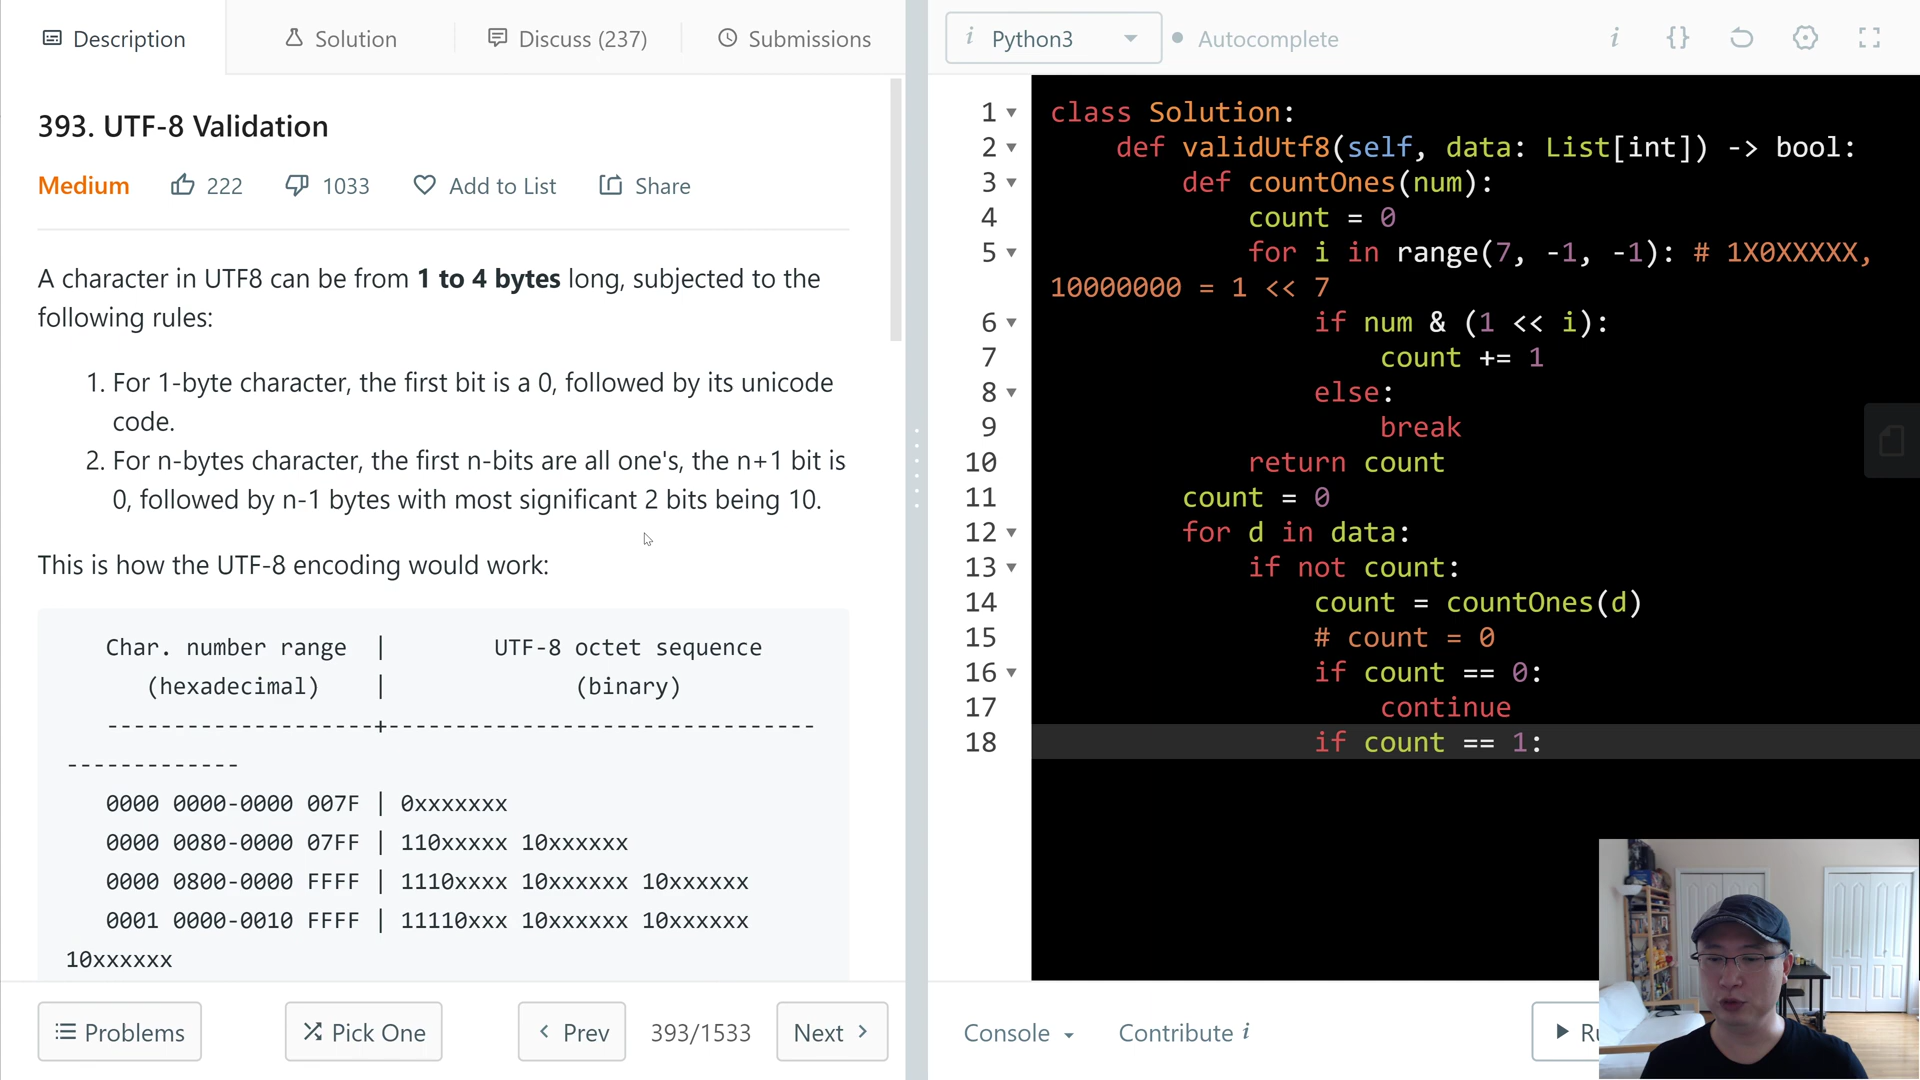 Description
Solution
Discuss (237)
Submissions
393. UTF-8 Validation
Medium 222 1033 Add to List Share
A character in UTF8 can be from 1 to 4 bytes long, subjected to the
following rules:
1. For 1-byte character, the first bit is a 0, followed by its unicode
code.
2. For n-bytes character, the first n-bits are all one's, the n+1 bit is
0, followed by n-1 bytes with most significant 2 bits being 10.
This is how the UTF-8 encoding would work:
Char. number range | UTF-8 octet sequence
(hexadecimal) | (binary)
--------------------+--------------------------------
-------------
0000 0000-0000 007F | 0xxxxxxx
0000 0080-0000 07FF | 110xxxxx 10xxxxxx
0000 0800-0000 FFFF | 1110xxxx 10xxxxxx 10xxxxxx
0001 0000-0010 FFFF | 11110xxx 10xxxxxx 10xxxxxx
10xxxxxx
Problems
Pick One
Prev
393/1533
Next
i Python3
Autocomplete
i {}
1 class Solution:
2 def validUtf8(self, data: List[int]) -> bool:
3 def countOnes(num):
4 count = 0
5 for i in range(7, -1, -1): # 1X0XXXXX,
10000000 = 1 << 7
6 if num & (1 << i):
7 count += 1
8 else:
9 break
10 return count
11 count = 0
12 for d in data:
13 if not count:
14 count = countOnes(d)
15 # count = 0
16 if count == 0:
17 continue
18 if count == 1:
Console
Contribute i